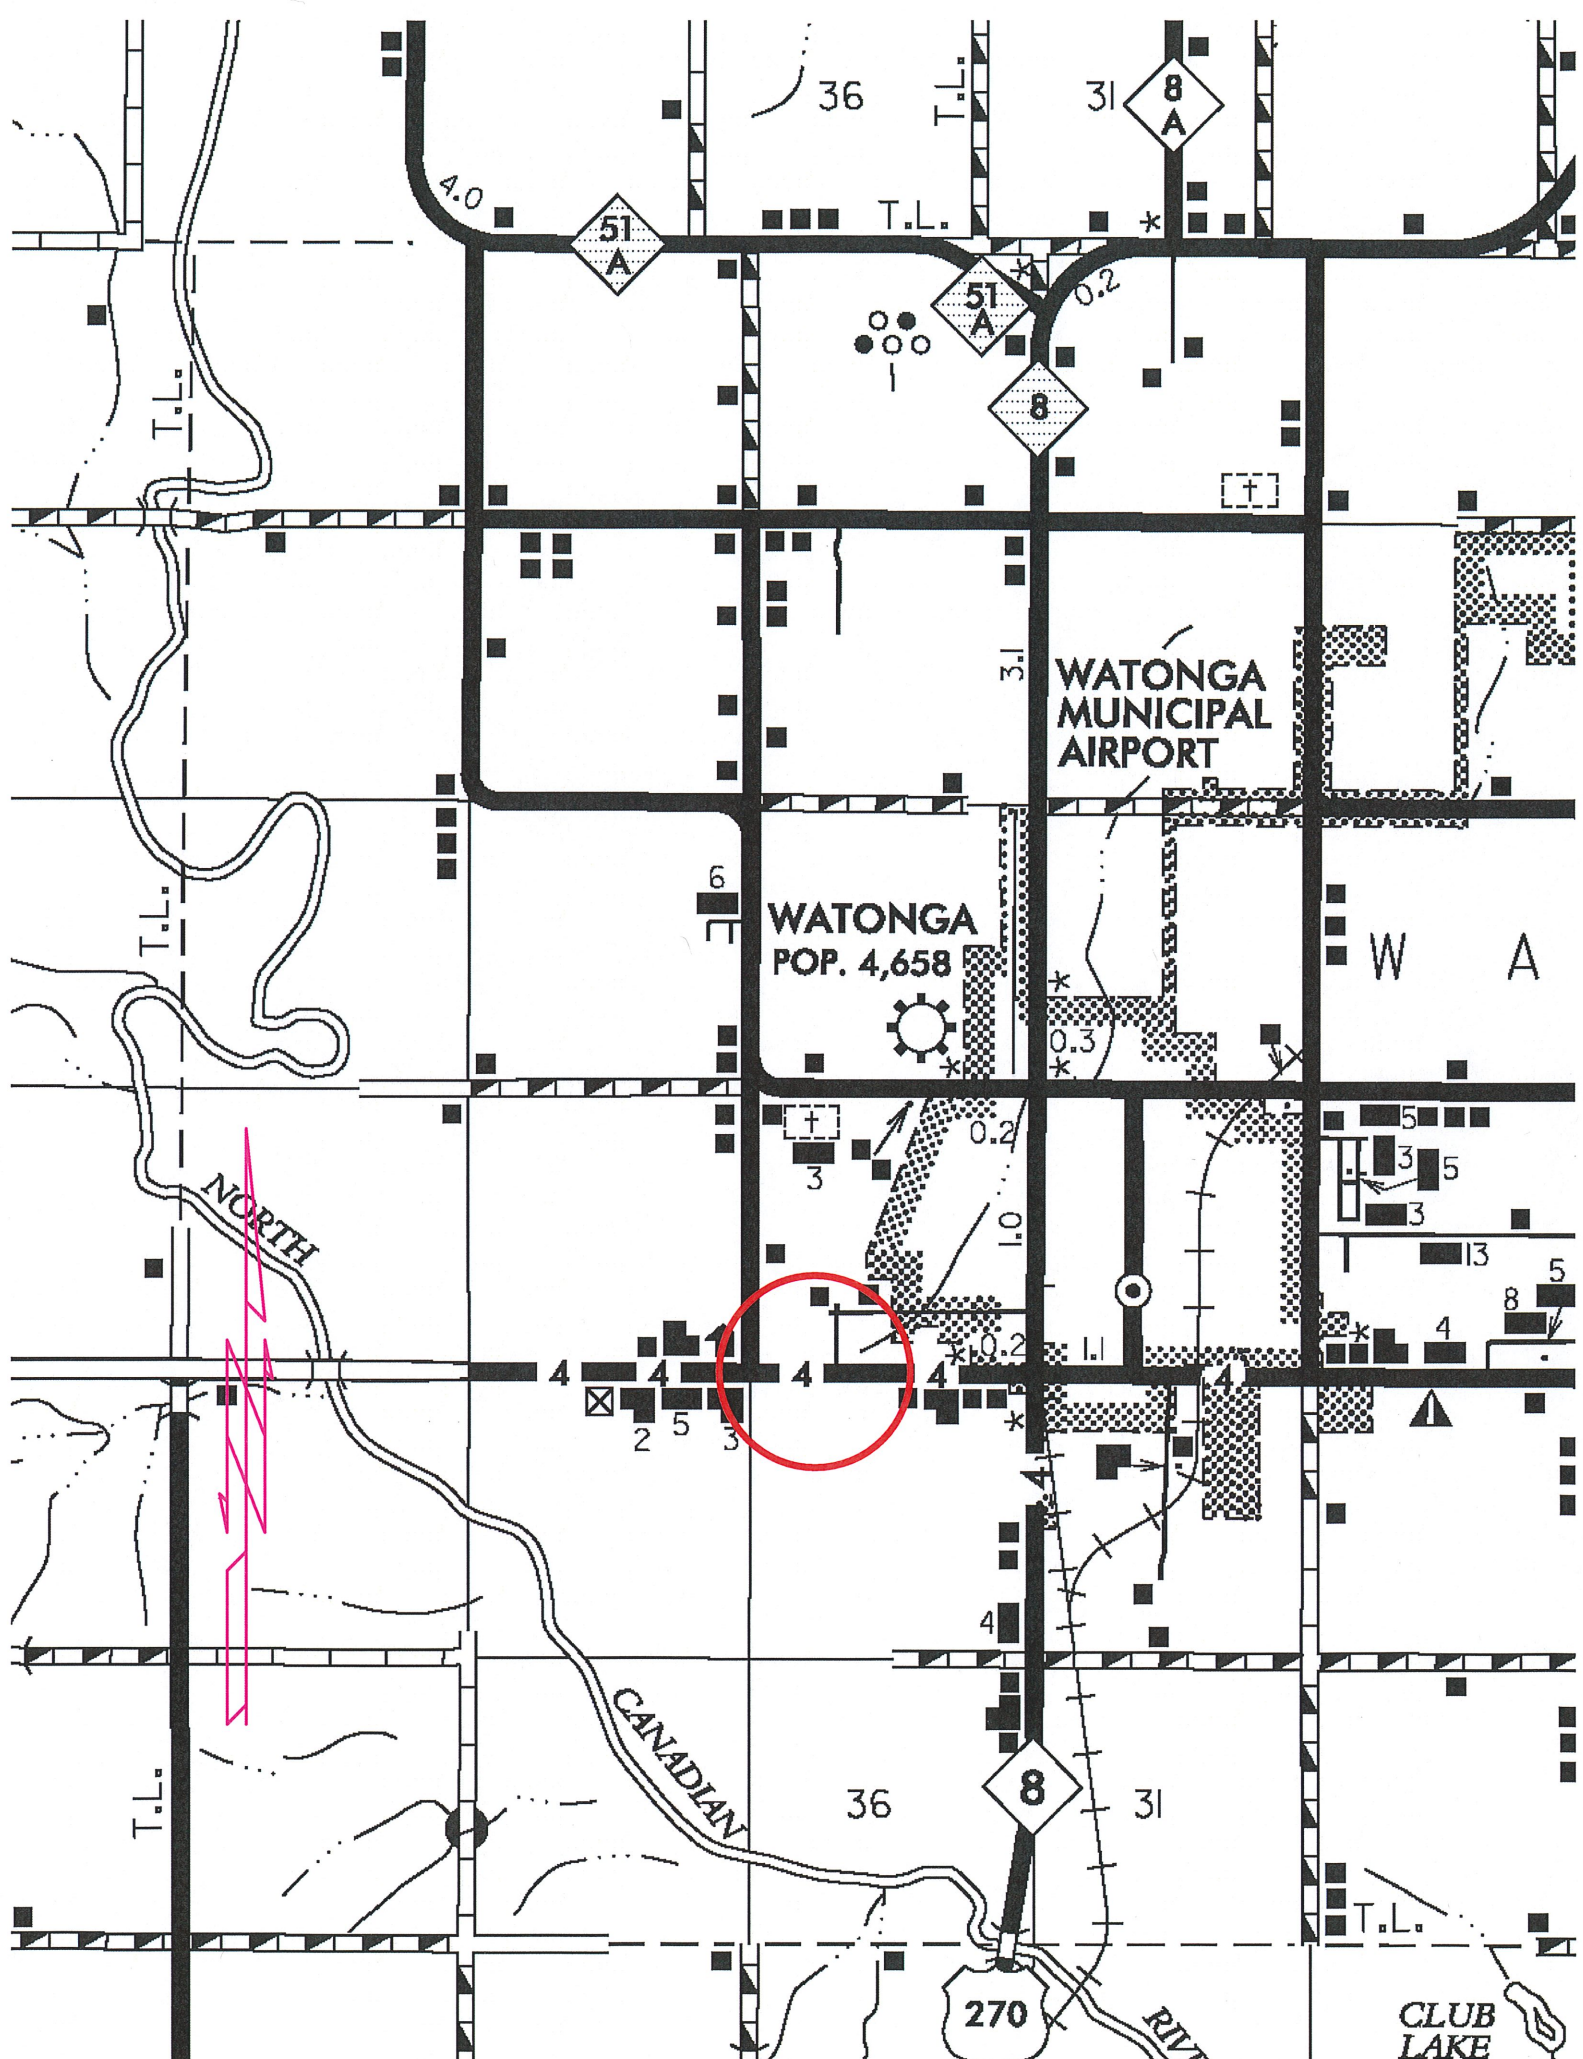 36
T.L.
31
8
A
4.0
T.L.
51
A
51
A
0.2
8
T.L.
3.1
WATONGA
MUNICIPAL
AIRPORT
6
WATONGA
POP. 4,658
T.L.
W A
0.3
0.2
3
5
3
5
3
NORTH
1.0
13
5
8
4
0.2
1.1
4 4 4 4 4
2
5
3
4
4
CANADIAN
8
36
31
T.L.
T.L.
270
CLUB
LAKE